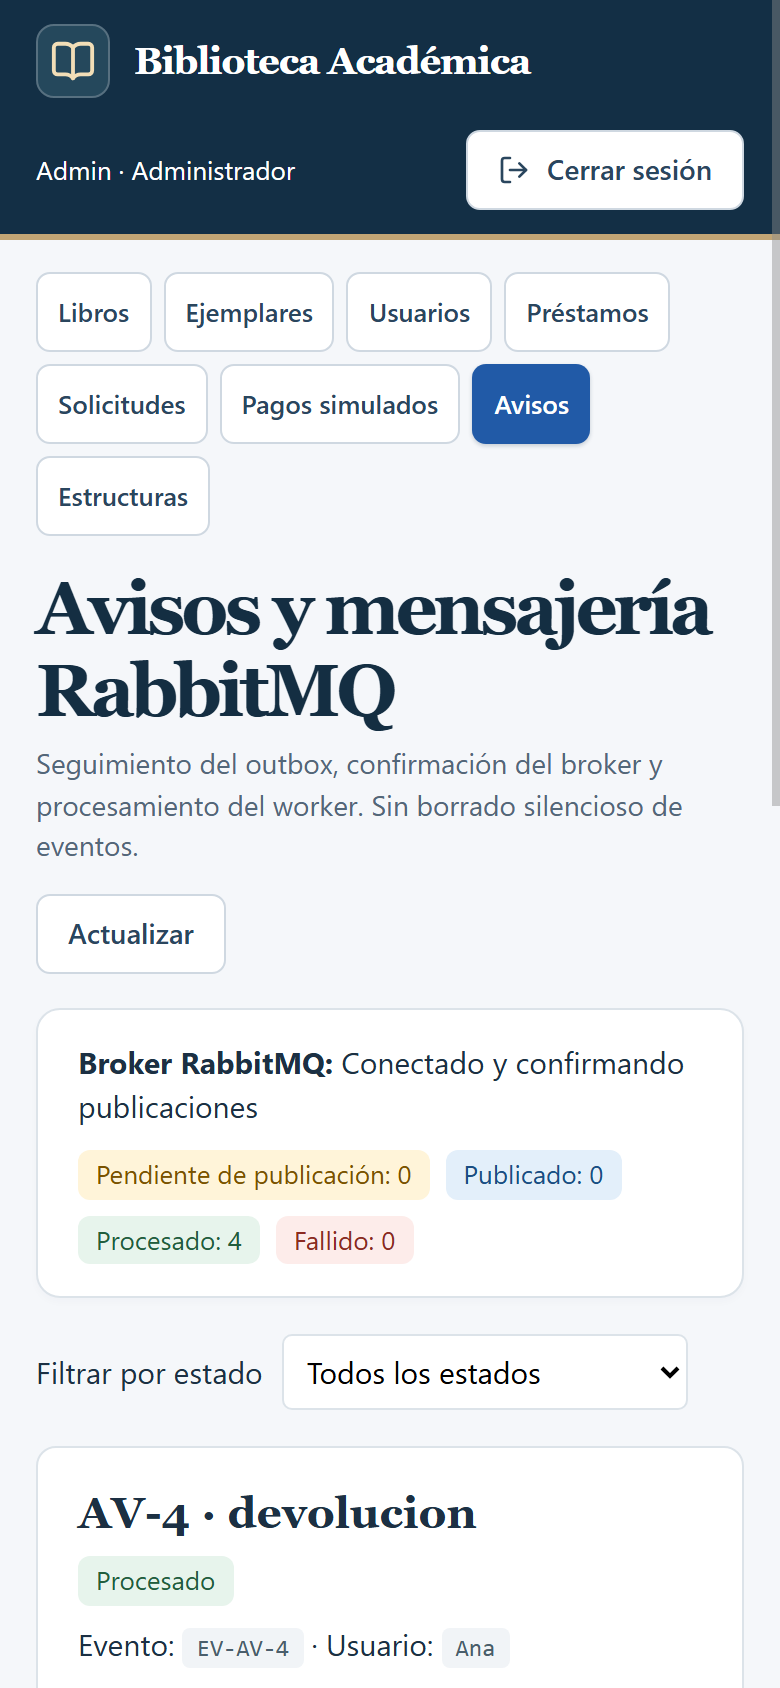 Biblioteca Académica
Admin · Administrador
Cerrar sesión
Libros
Ejemplares
Usuarios
Préstamos
Solicitudes
Pagos simulados
Avisos
Estructuras
Avisos y mensajería
RabbitMQ
Seguimiento del outbox, confirmación del broker y
procesamiento del worker. Sin borrado silencioso de
eventos.
Actualizar
Broker RabbitMQ: Conectado y confirmando
publicaciones
Pendiente de publicación: 0
Publicado: 0
Procesado: 4
Fallido: 0
Filtrar por estado
Todos los estados
AV-4 · devolucion
Procesado
Evento: EV-AV-4 · Usuario: Ana